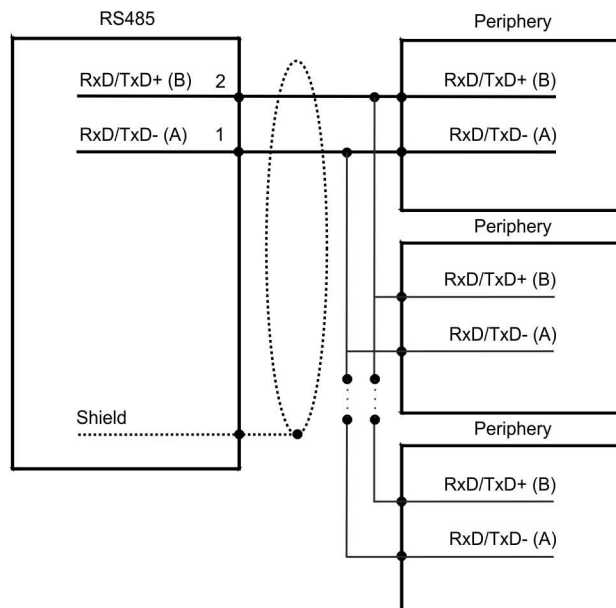 RS485
RxD/TxD+ (B) 2
RxD/TxD- (A) 1
Shield
Periphery
RxD/TxD+ (B)
RxD/TxD- (A)
Periphery
RxD/TxD+ (B)
RxD/TxD- (A)
Periphery
RxD/TxD+ (B)
RxD/TxD- (A)